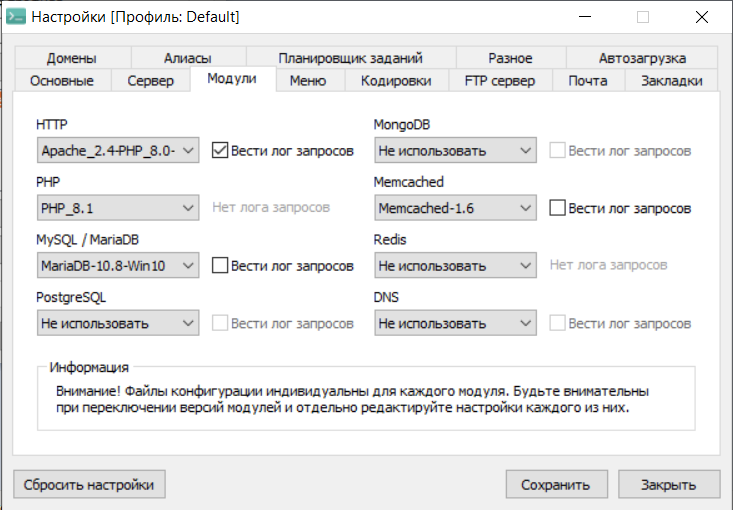 Настройки [Профиль: Default]
Домены Алиасы Планировщик заданий Разное Автозагрузка
Основные Сервер Модули Меню Кодировки FTP сервер Почта Закладки
HTTP MongoDB
Apache_2.4-PHP_8.0- Вести лог запросов Не использовать Вести лог запросов
PHP Memcached
PHP_8.1 Нет лога запросов Memcached-1.6 Вести лог запросов
MySQL / MariaDB Redis
MariaDB-10.8-Win10 Вести лог запросов Не использовать Нет лога запросов
PostgreSQL DNS
Не использовать Вести лог запросов Не использовать Вести лог запросов
Информация
Внимание! Файлы конфигурации индивидуальны для каждого модуля. Будьте внимательны
при переключении версий модулей и отдельно редактируйте настройки каждого из них.
Сбросить настройки Сохранить Закрыть